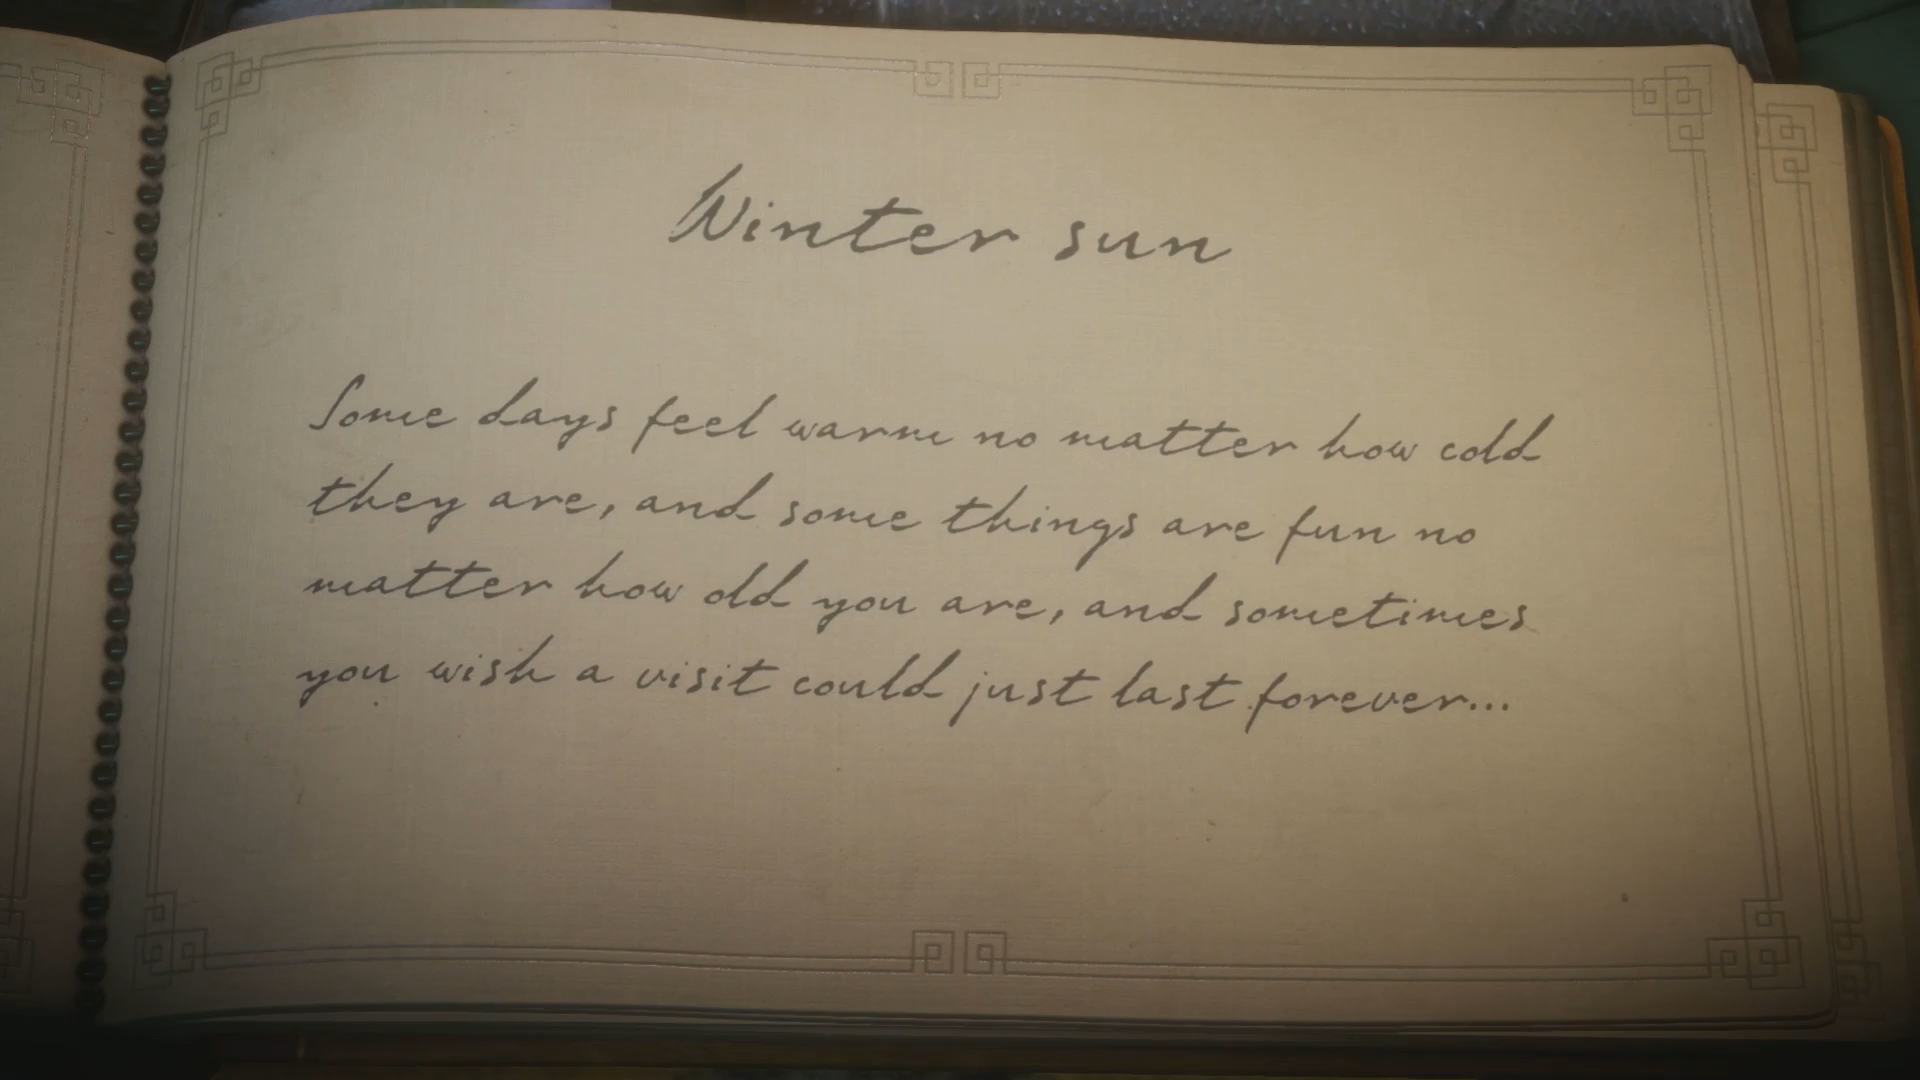 Winter sun
Some days feel warm no matter how cold
they are, and some things are fun no
matter how old you are, and sometimes
you wish a visit could just last forever...